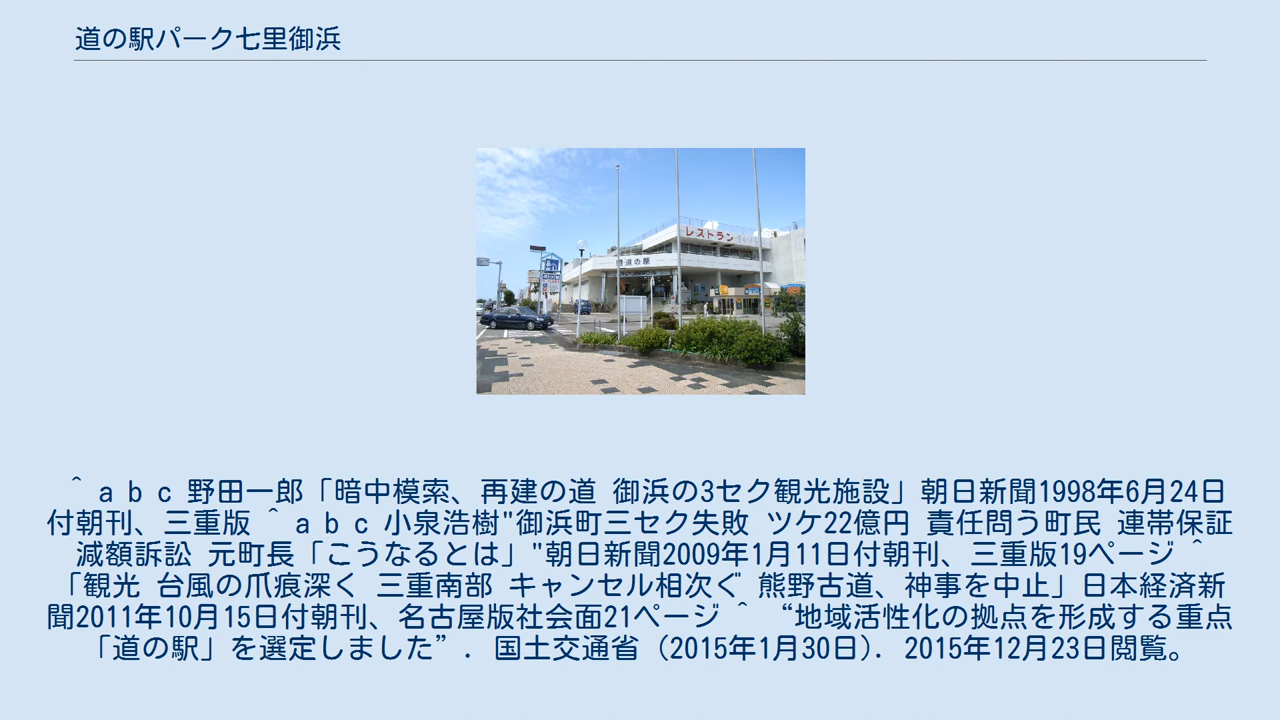 道の駅パーク七里御浜
レストラン
道の駅
^ a b c 野田一郎「暗中模索、再建の道 御浜の3セク観光施設」朝日新聞1998年6月24日
付朝刊、三重版 ^ a b c 小泉浩樹"御浜町三セク失敗 ツケ22億円 責任問う町民 連帯保証
減額訴訟 元町長「こうなるとは」"朝日新聞2009年1月11日付朝刊、三重版19ページ ^
「観光 台風の爪痕深く 三重南部 キャンセル相次ぐ 熊野古道、神事を中止」日本経済新
聞2011年10月15日付朝刊、名古屋版社会面21ページ ^ “地域活性化の拠点を形成する重点
「道の駅」を選定しました”. 国土交通省 (2015年1月30日). 2015年12月23日閲覧。